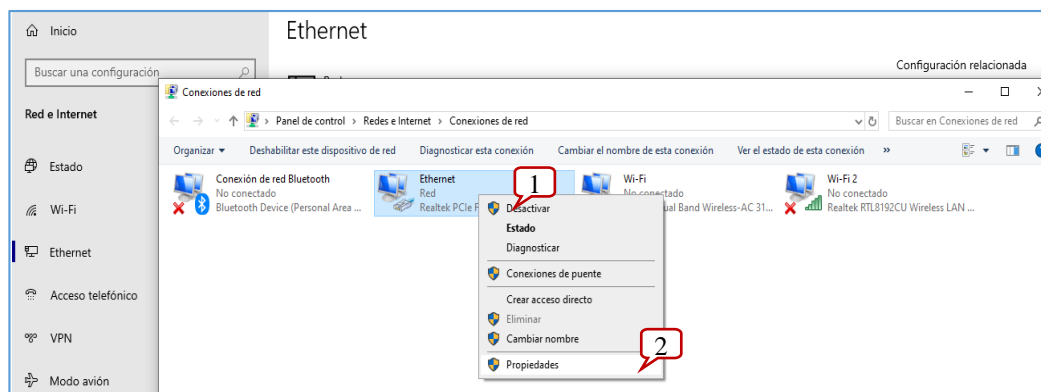 Inicio
Ethernet
Buscar una configuración
Configuración relacionada
Conexiones de red
Red e Internet
Panel de control > Redes e Internet > Conexiones de red
Buscar en Conexiones de red
Organizar
Deshabilitar este dispositivo de red
Diagnosticar esta conexión
Cambiar el nombre de esta conexión
Ver el estado de esta conexión
»
Estado
Conexión de red Bluetooth
No conectado
Bluetooth Device (Personal Area ...
Ethernet
Red
Realtek PCIe
1
Wi-Fi
No conectado
Band Wireless-AC 31...
Wi-Fi 2
No conectado
Realtek RTL8192CU Wireless LAN ...
Wi-Fi
Ethernet
Acceso telefónico
VPN
Modo avión
Desactivar
Estado
Diagnosticar
Conexiones de puente
Crear acceso directo
Eliminar
Cambiar nombre
2
Propiedades